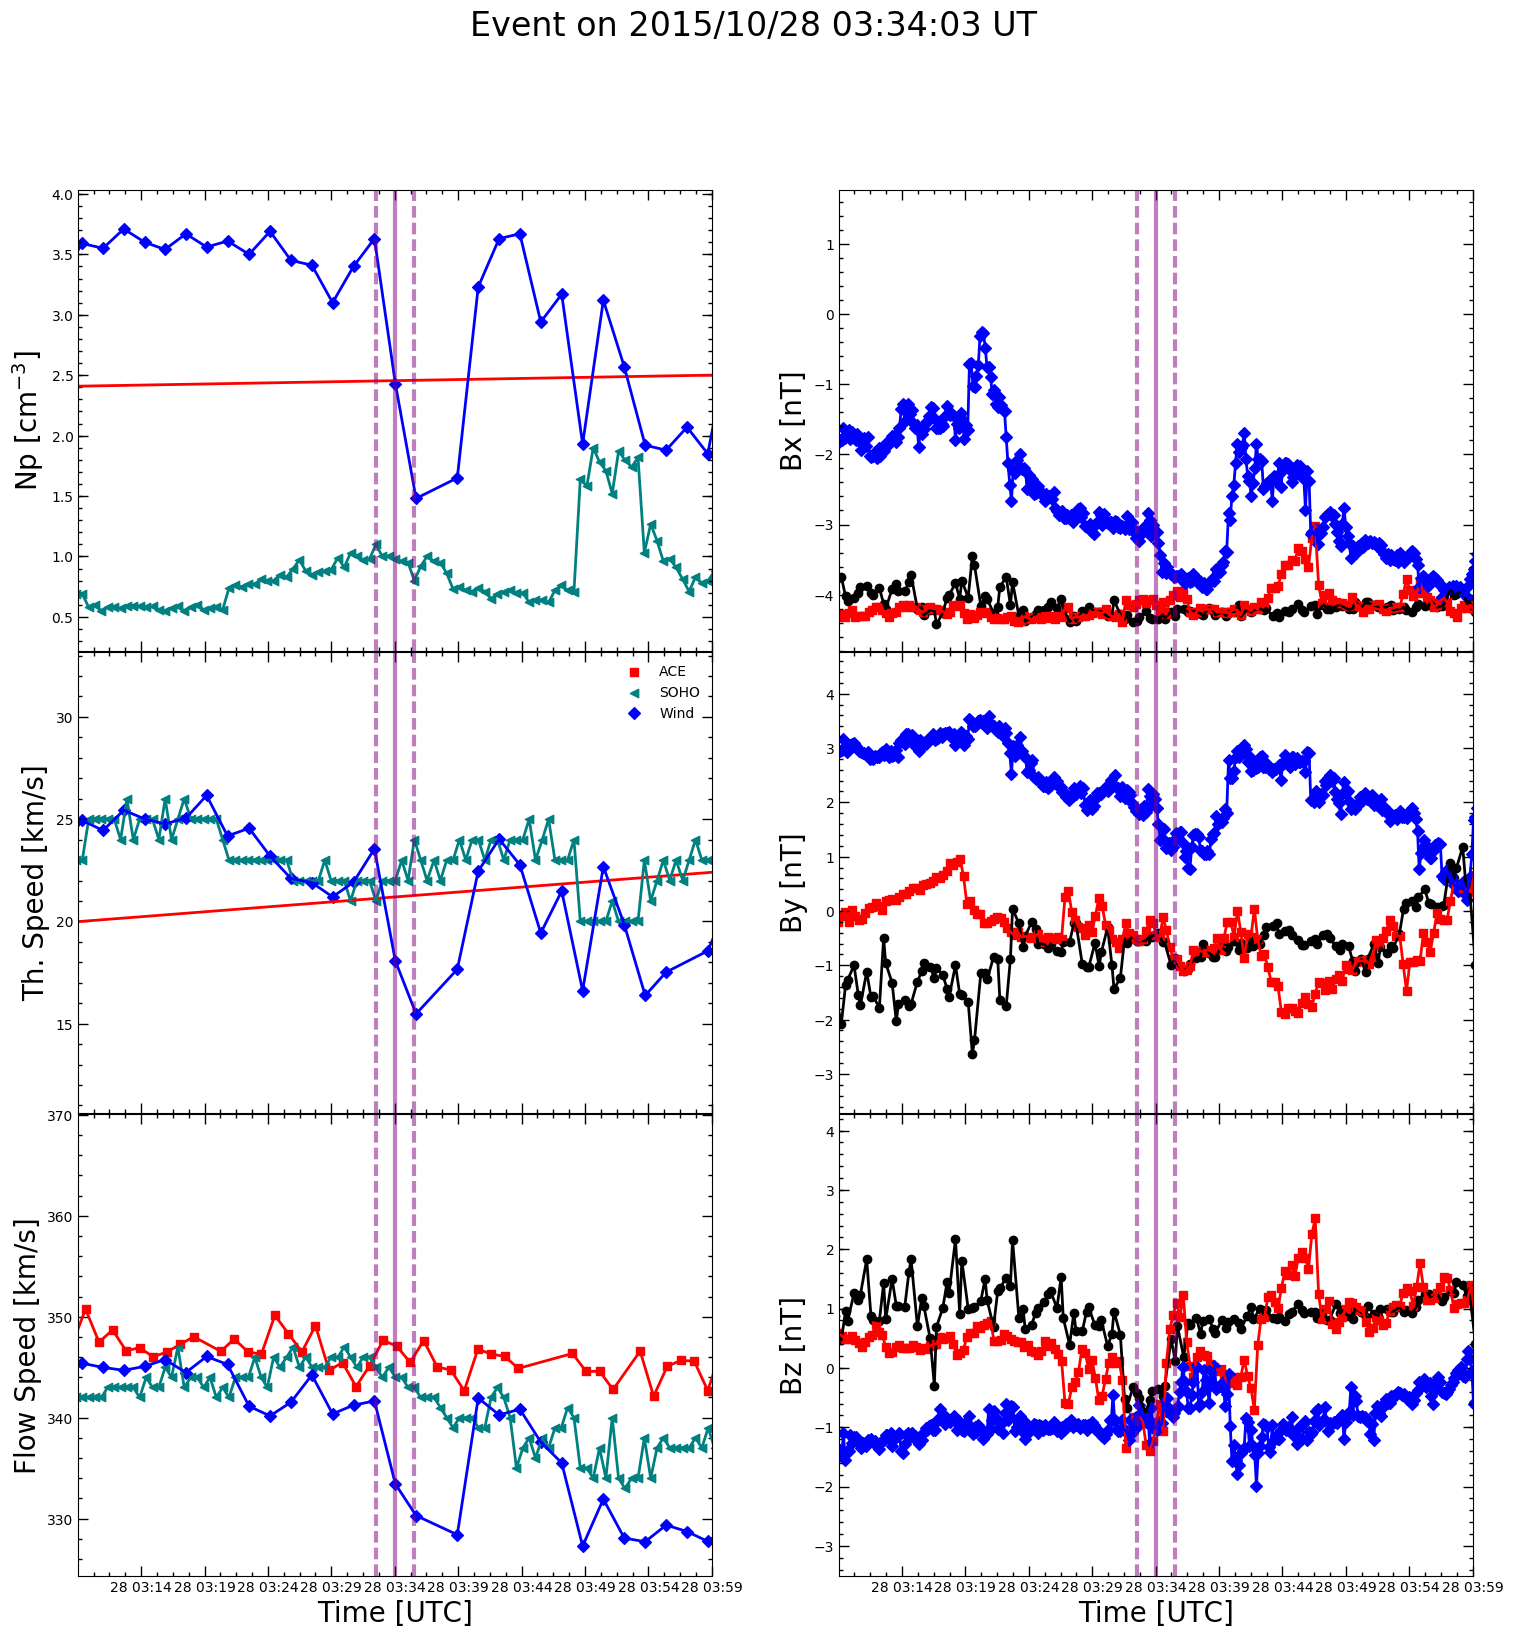 Event on 2015/10/28 03:34:03 UT
Np [cm⁻³]
4.0
3.5
3.0
2.5
2.0
1.5
1.0
0.5
Th. Speed [km/s]
30
25
20
15
ACE
SOHO
Wind
Flow Speed [km/s]
370
360
350
340
330
28 03:14 28 03:19 28 03:24 28 03:29 28 03:34 28 03:39 28 03:44 28 03:49 28 03:54 28 03:59
Time [UTC]
Bx [nT]
1
0
−1
−2
−3
−4
By [nT]
4
3
2
1
0
−1
−2
−3
Bz [nT]
4
3
2
1
0
−1
−2
−3
28 03:14 28 03:19 28 03:24 28 03:29 28 03:34 28 03:39 28 03:44 28 03:49 28 03:54 28 03:59
Time [UTC]